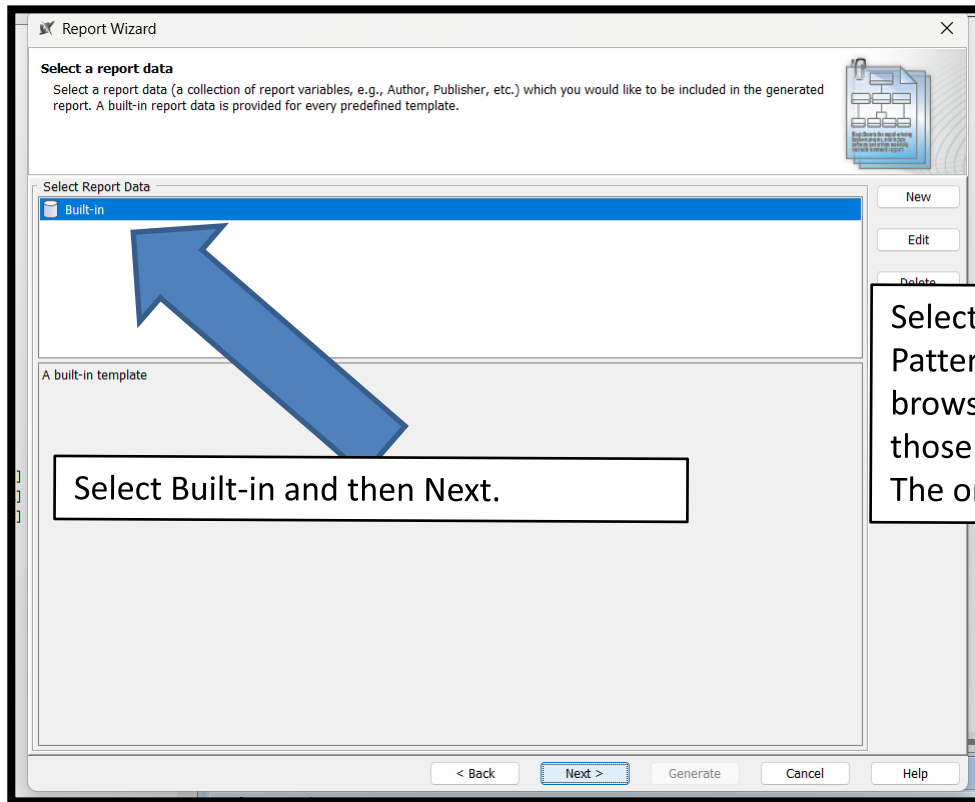 Report Wizard
Select a report data
Select a report data (a collection of report variables, e.g., Author, Publisher, etc.) which you would like to be included in the generated
report. A built-in report data is provided for every predefined template.
Select Report Data
Built-in
New
Edit
Delete
A built-in template
Select Built-in and then Next.
Select
Patter
brows
those
The o
]
]
]
< Back
Next >
Generate
Cancel
Help